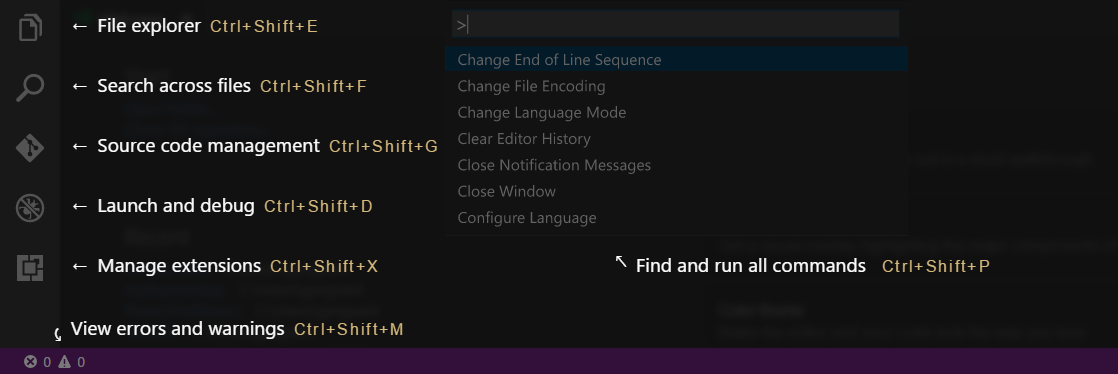 ← File explorer Ctrl+Shift+E
>
Change End of Line Sequence
← Search across files Ctrl+Shift+F
Change File Encoding
Change Language Mode
← Source code management Ctrl+Shift+G
Clear Editor History
Close Notification Messages
← Launch and debug Ctrl+Shift+D
Close Window
Configure Language
← Manage extensions Ctrl+Shift+X
Find and run all commands Ctrl+Shift+P
View errors and warnings Ctrl+Shift+M
0 0